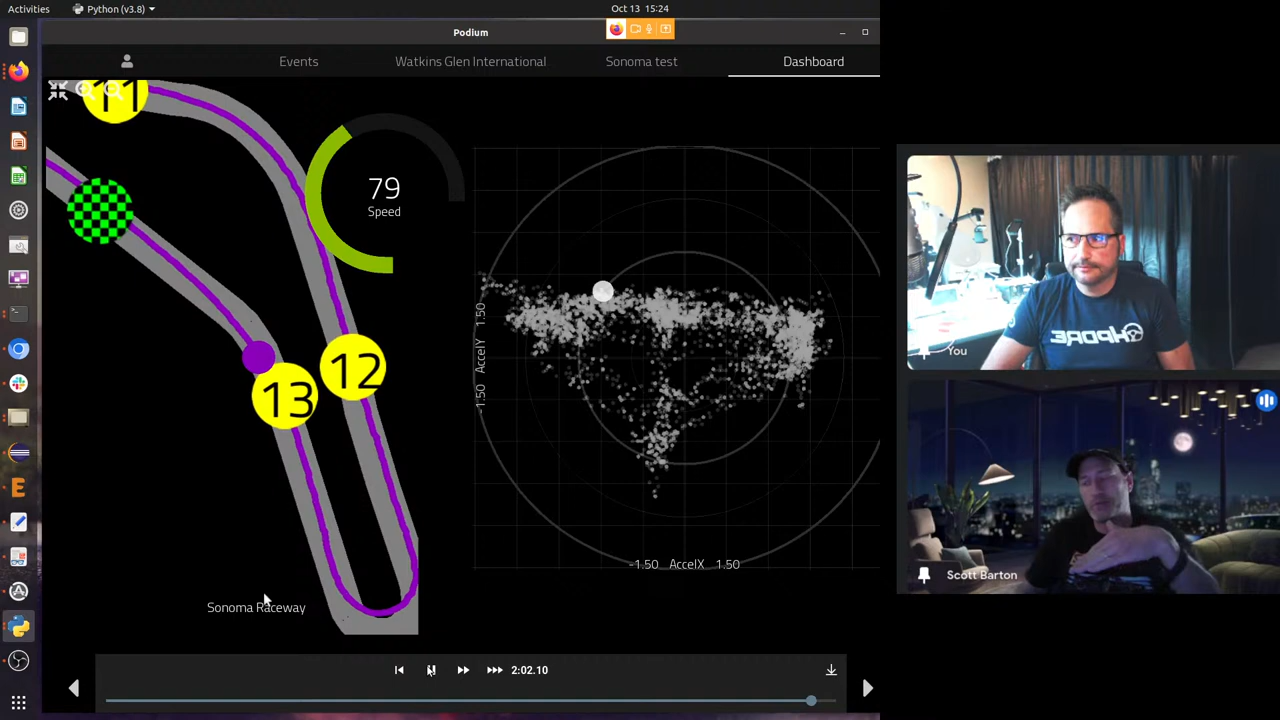 Activities
Python (v3.8)
Oct 13 15:24
Podium
Events
Watkins Glen International
Sonoma test
Dashboard
11
79
Speed
12
13
Sonoma Raceway
-1.50 AccelY 1.50
-1.50 AccelX 1.50
2:02.10
You
Scott Barton